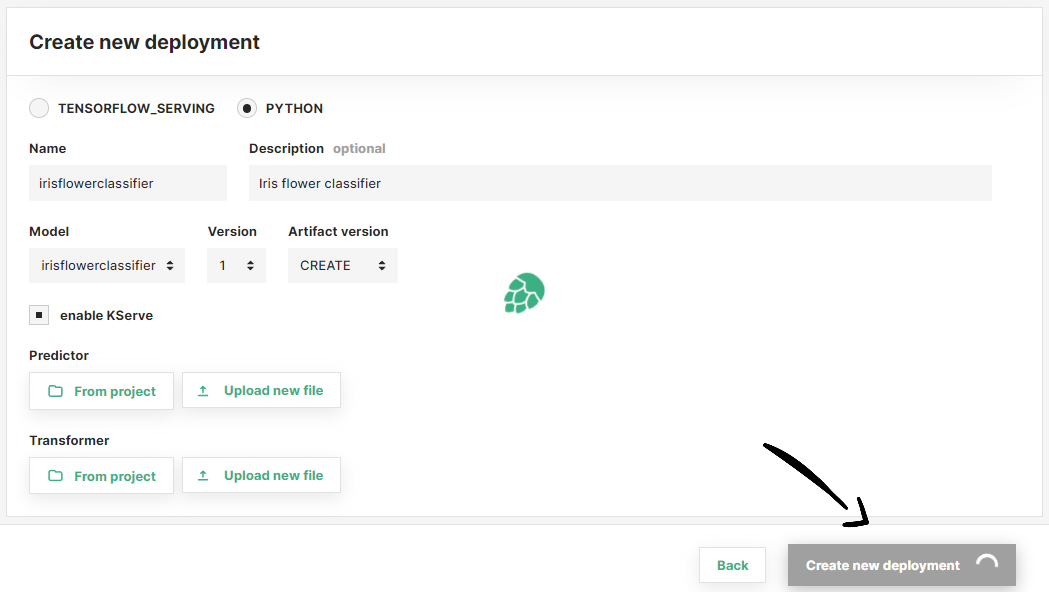 Create new deployment
TENSORFLOW_SERVING PYTHON
Name Description optional
irisflowerclassifier Iris flower classifier
Model Version Artifact version
irisflowerclassifier 1 CREATE
enable KServe
Predictor
From project Upload new file
Transformer
From project Upload new file
Back Create new deployment